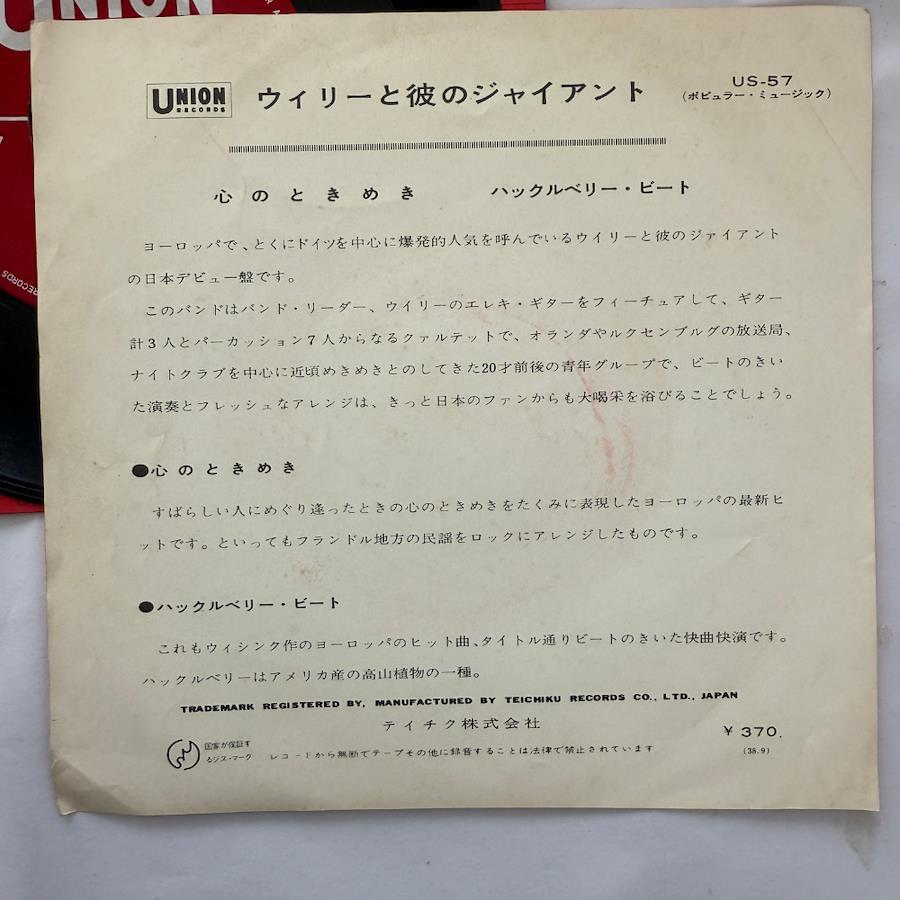 UNION
RECORDS
UNION
RECORDS
ウィリーと彼のジャイアント
US-57
(ポピュラー・ミュージック)
心のときめき
ハックルベリー・ビート
ヨーロッパで、とくにドイツを中心に爆発的人気を呼んでいるウイリーと彼のジァイアント
の日本デビュー盤です。
このバンドはバンド・リーダー、ウイリーのエレキ・ギターをフィーチュアして、ギター
計3人とパーカッション7人からなるクァルテットで、オランダやルクセンブルグの放送局、
ナイトクラブを中心に近頃めきめきとのしてきた20才前後の青年グループで、ビートのきい
た演奏とフレッシュなアレンジは、きっと日本のファンからも大喝采を浴びることでしょう。
●心のときめき
すばらしい人にめぐり逢ったときの心のときめきをたくみに表現したヨーロッパの最新ヒ
ットです。といってもフランドル地方の民謡をロックにアレンジしたものです。
●ハックルベリー・ビート
これもウィシンク作のヨーロッパのヒット曲、タイトル通りビートのきいた快曲快演です。
ハックルベリーはアメリカ産の高山植物の一種。
TRADEMARK REGISTERED BY, MANUFACTURED BY TEICHIKU RECORDS CO., LTD., JAPAN
テイチク株式会社
¥370.
(38.9)
国家が保証す
るジス・マーク
レコードから無断でテープその他に録音することは法律で禁止されています